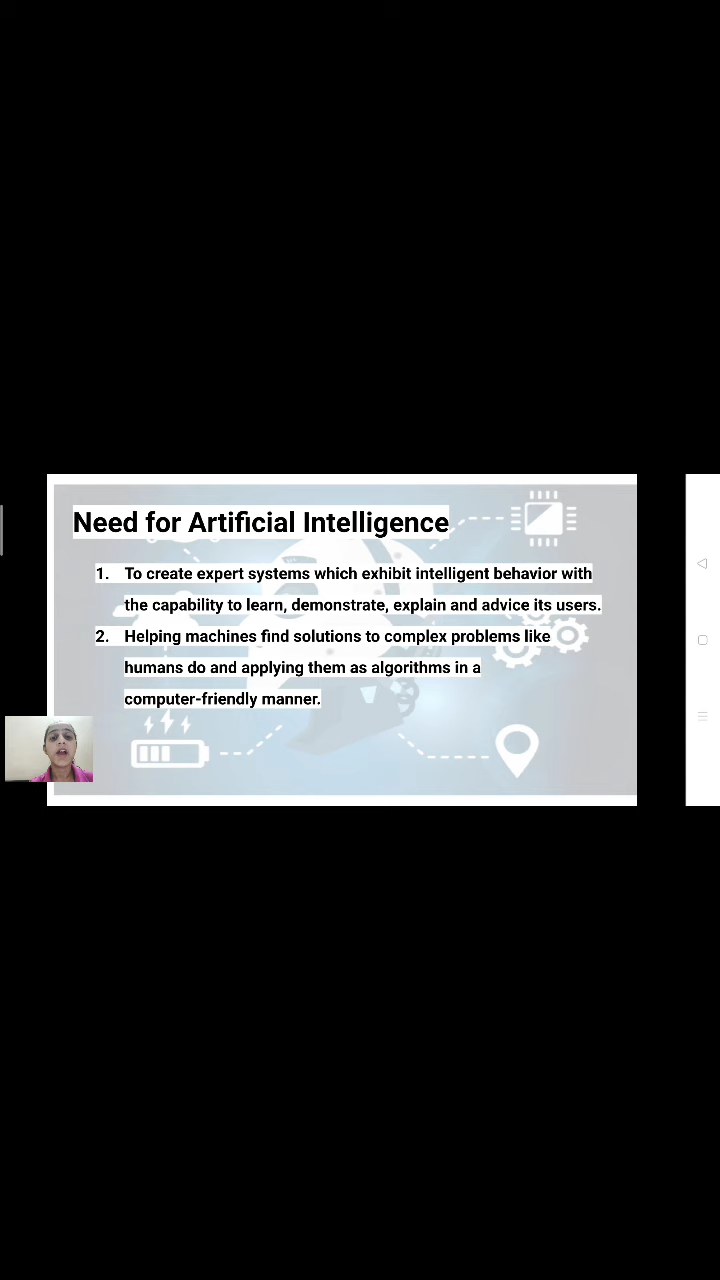 Need for Artificial Intelligence
1. To create expert systems which exhibit intelligent behavior with
the capability to learn, demonstrate, explain and advice its users.
2. Helping machines find solutions to complex problems like
humans do and applying them as algorithms in a
computer-friendly manner.